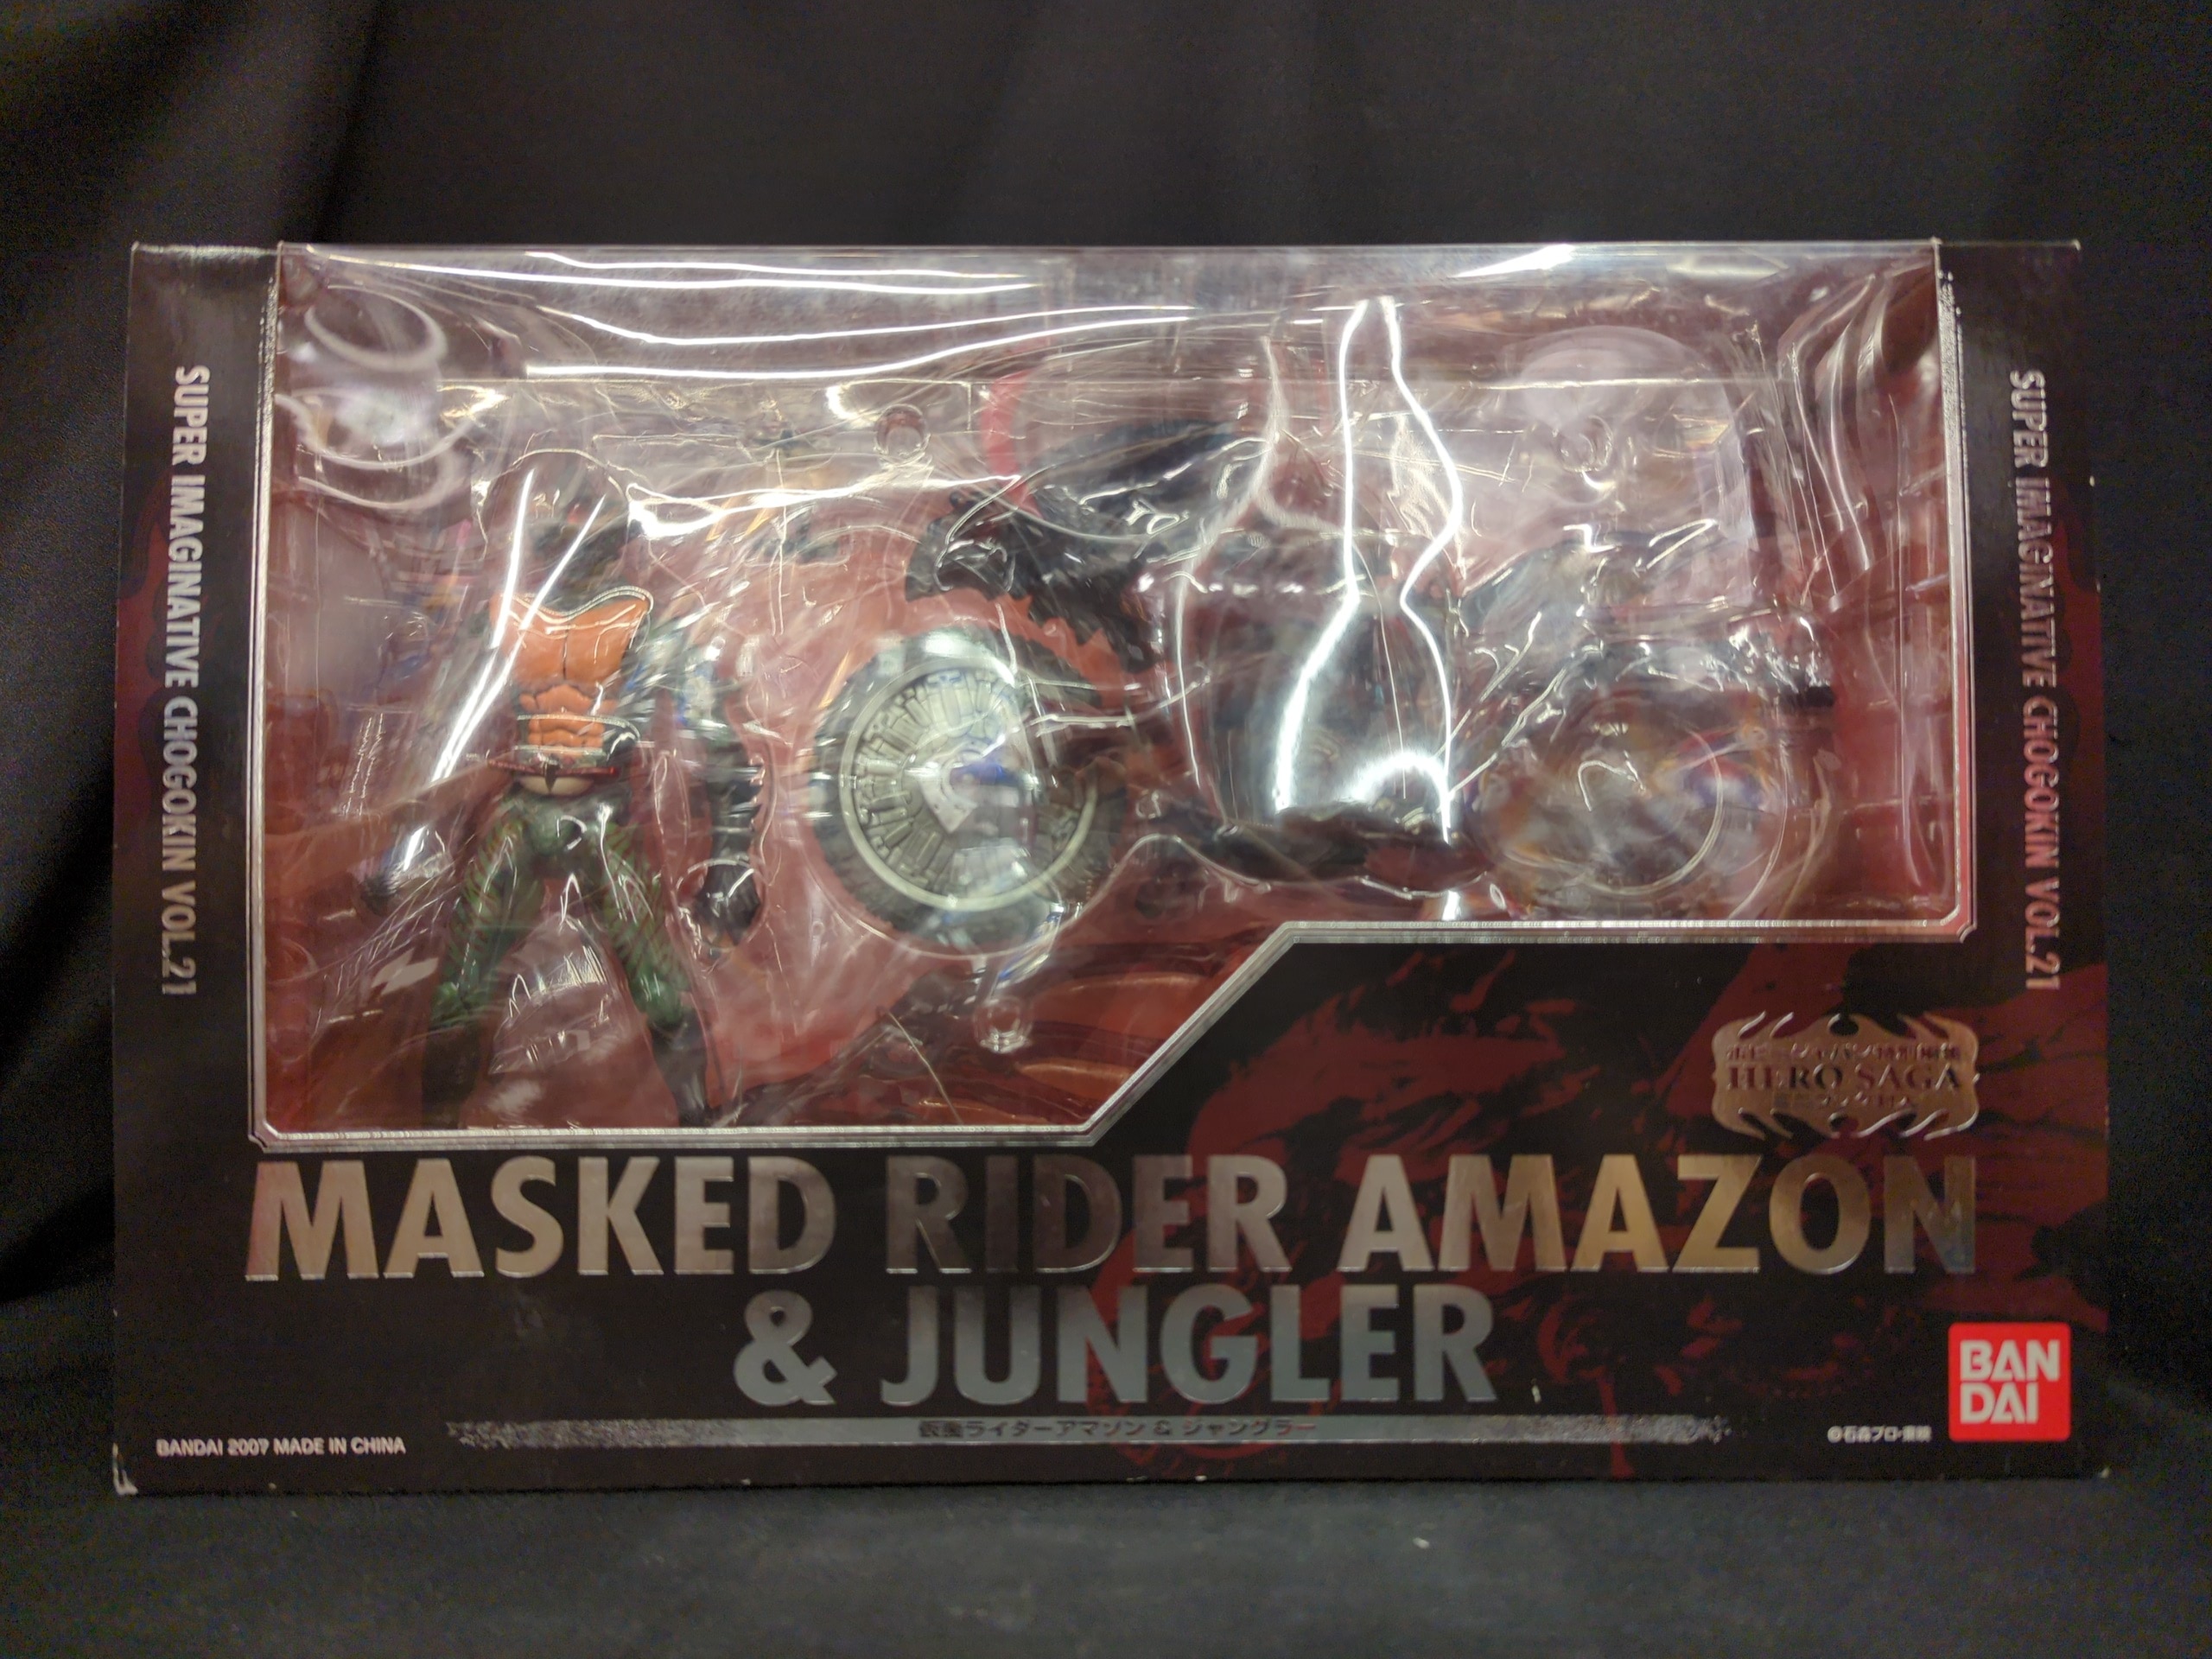 SUPER IMAGINATIVE CHOGOKIN VOL.21
SUPER IMAGINATIVE CHOGOKIN VOL.21
HERO SAGA
MASKED RIDER AMAZON
& JUNGLER
仮面ライダーアマゾン & ジャングラー
BANDAI 2007 MADE IN CHINA
©石森プロ・東映
BAN
DAI